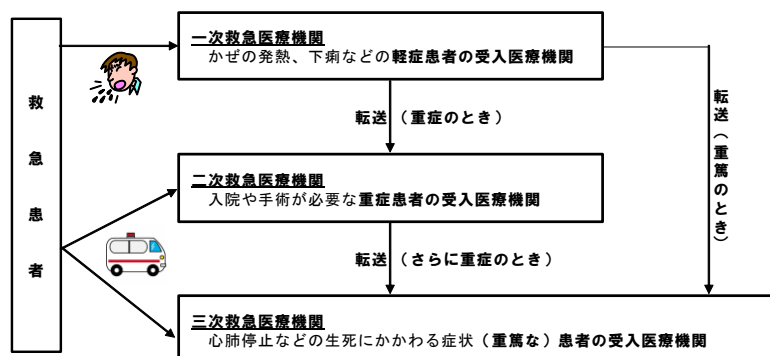 救急患者
一次救急医療機関
かぜの発熱、下痢などの軽症患者の受入医療機関
転送（重症のとき）
転送（重篤のとき）
二次救急医療機関
入院や手術が必要な重症患者の受入医療機関
転送（さらに重症のとき）
三次救急医療機関
心肺停止などの生死にかかわる症状（重篤な）患者の受入医療機関